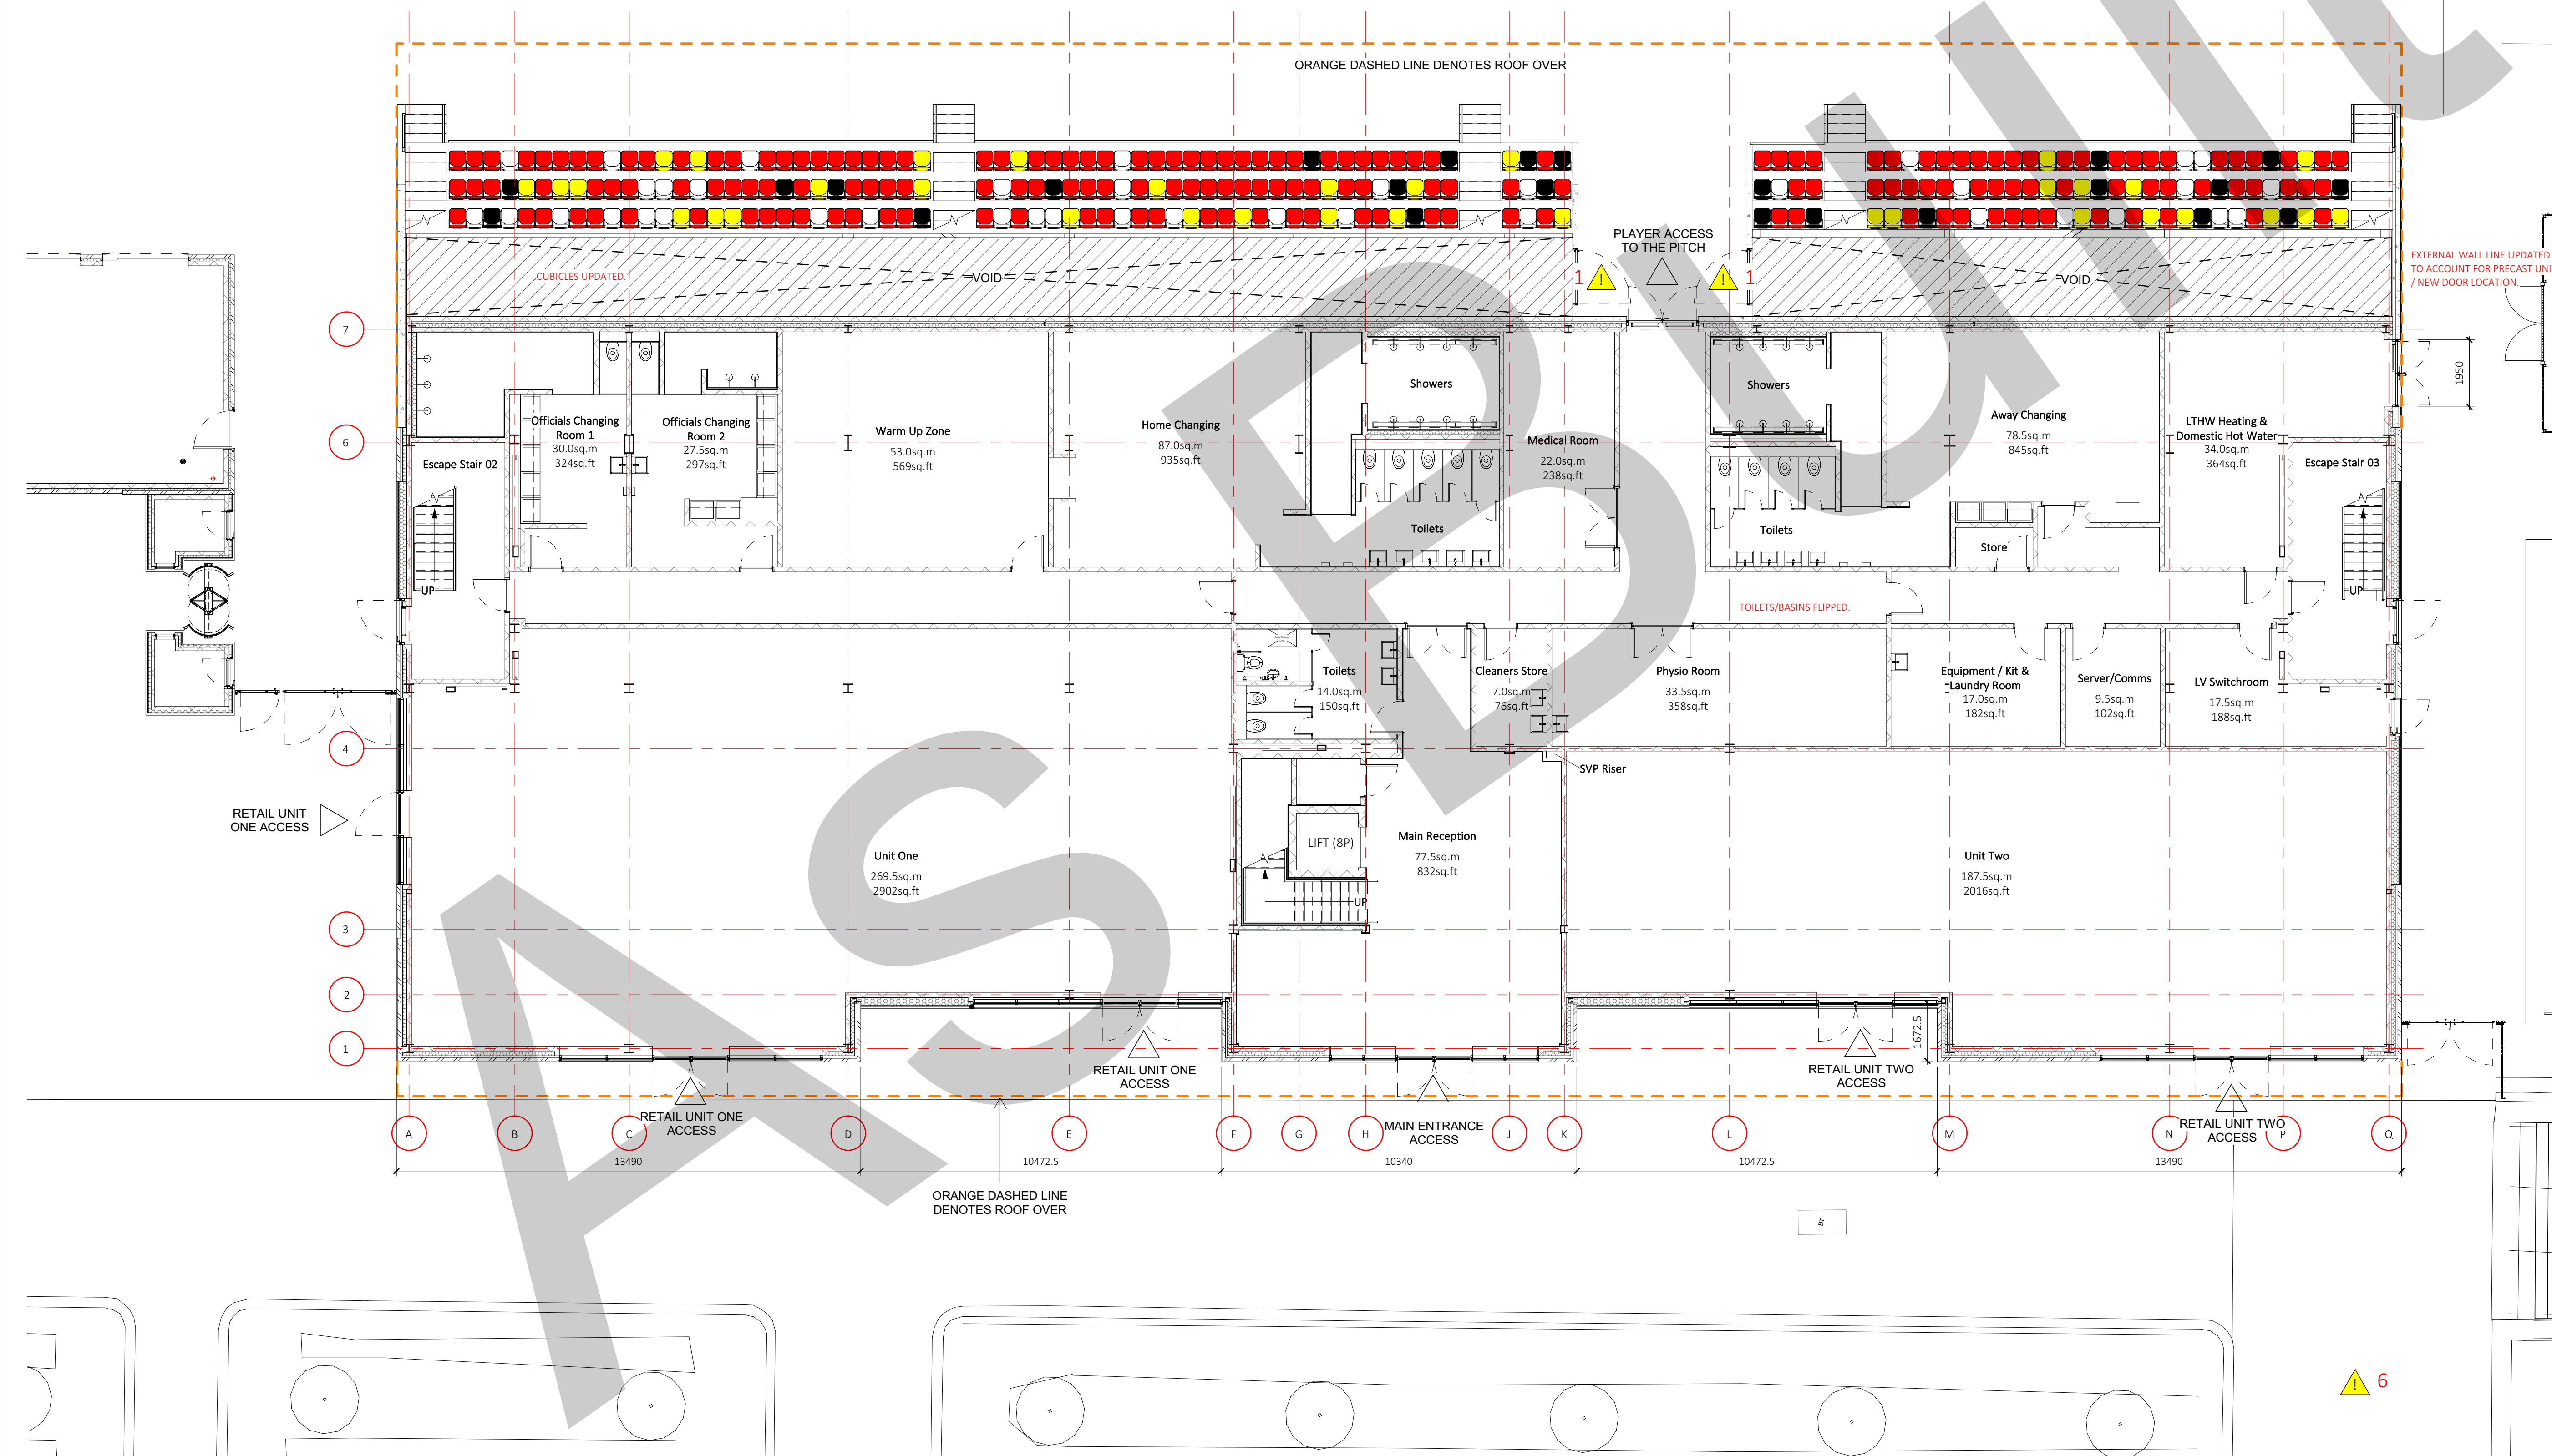 ORANGE DASHED LINE DENOTES ROOF OVER
PLAYER ACCESS
TO THE PITCH
1
!
!
1
CUBICLES UPDATED.
VOID
VOID
EXTERNAL WALL LINE UPDATED
TO ACCOUNT FOR PRECAST UNI
/ NEW DOOR LOCATION.
7
1950
6
Officials Changing
Room 1
30.0sq.m
324sq.ft
Officials Changing
Room 2
27.5sq.m
297sq.ft
Warm Up Zone
53.0sq.m
569sq.ft
Home Changing
87.0sq.m
935sq.ft
Showers
Medical Room
22.0sq.m
238sq.ft
Showers
Away Changing
78.5sq.m
845sq.ft
LTHW Heating &
Domestic Hot Water
34.0sq.m
364sq.ft
Escape Stair 02
Escape Stair 03
Toilets
Toilets
Store
UP
UP
TOILETS/BASINS FLIPPED.
Toilets
14.0sq.m
150sq.ft
Cleaners Store
7.0sq.m
76sq.ft
Physio Room
33.5sq.m
358sq.ft
Equipment / Kit &
Laundry Room
17.0sq.m
182sq.ft
Server/Comms
9.5sq.m
102sq.ft
LV Switchroom
17.5sq.m
188sq.ft
4
SVP Riser
RETAIL UNIT
ONE ACCESS
LIFT (8P)
Main Reception
77.5sq.m
832sq.ft
Unit One
269.5sq.m
2902sq.ft
Unit Two
187.5sq.m
2016sq.ft
UP
3
2
1
1672.5
RETAIL UNIT ONE
ACCESS
RETAIL UNIT TWO
ACCESS
RETAIL UNIT ONE
ACCESS
MAIN ENTRANCE
ACCESS
RETAIL UNIT TWO
ACCESS
A
B
C
D
E
F
G
H
J
K
L
M
N
P
Q
13490
10472.5
10340
10472.5
13490
ORANGE DASHED LINE
DENOTES ROOF OVER
BT
!
6
As Built